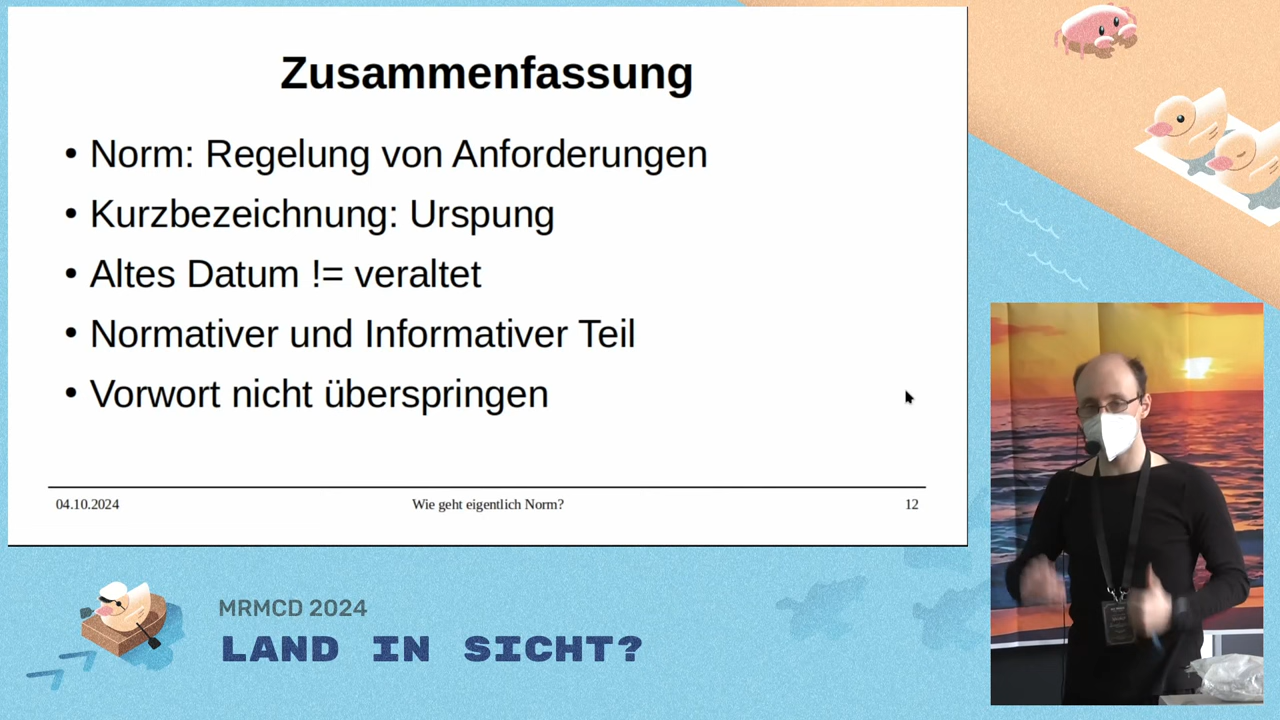 Zusammenfassung
• Norm: Regelung von Anforderungen
• Kurzbezeichnung: Urspung
• Altes Datum != veraltet
• Normativer und Informativer Teil
• Vorwort nicht überspringen
04.10.2024
Wie geht eigentlich Norm?
12
MRMCD 2024
LAND IN SICHT?